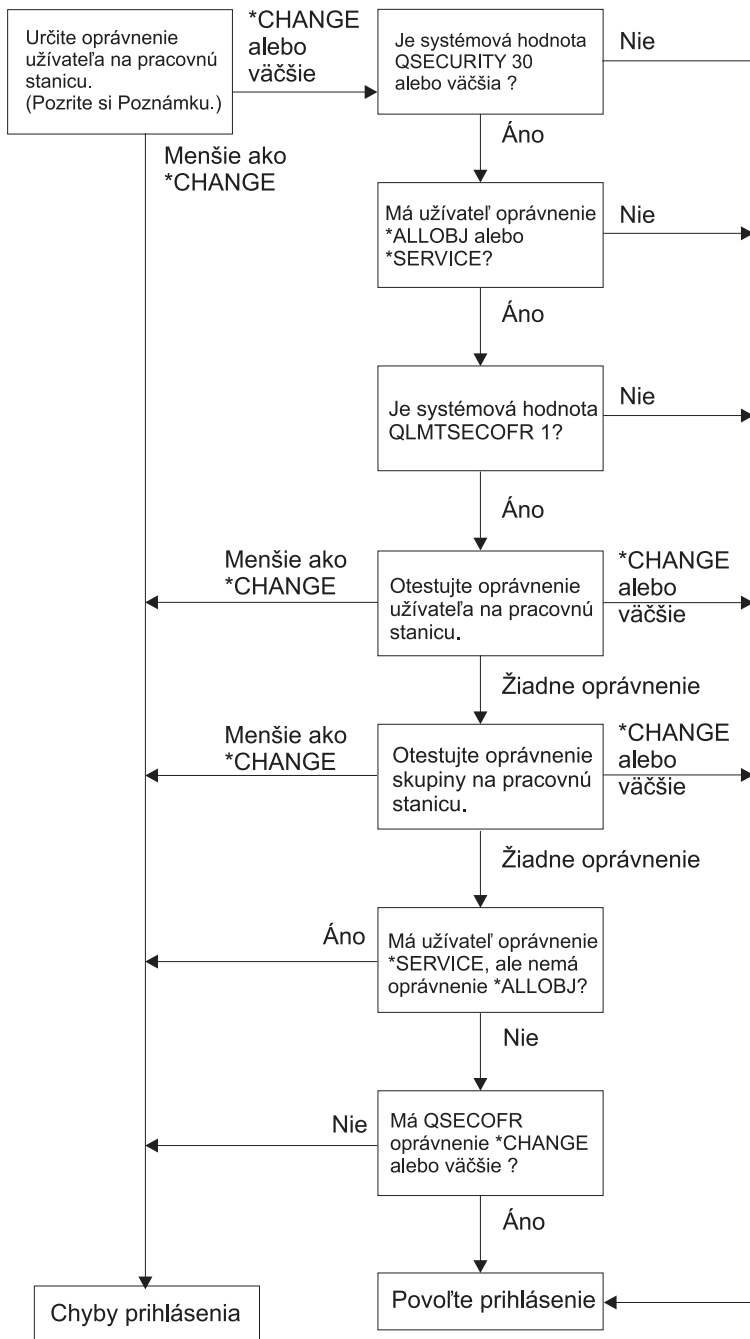 Určite oprávnenie
užívateľa na pracovnú
stanicu.
(Pozrite si Poznámku.)
*CHANGE
alebo
väčšie
Je systémová hodnota
QSECURITY 30
alebo väčšia ?
Nie
Menšie ako
*CHANGE
Áno
Má užívateľ oprávnenie
*ALLOBJ alebo
*SERVICE?
Nie
Áno
Je systémová hodnota
QLMTSECOFR 1?
Nie
Áno
Menšie ako
*CHANGE
Otestujte oprávnenie
užívateľa na pracovnú
stanicu.
*CHANGE
alebo
väčšie
Žiadne oprávnenie
Menšie ako
*CHANGE
Otestujte oprávnenie
skupiny na pracovnú
stanicu.
*CHANGE
alebo
väčšie
Žiadne oprávnenie
Áno
Má užívateľ oprávnenie
*SERVICE, ale nemá
oprávnenie *ALLOBJ?
Nie
Nie
Má QSECOFR
oprávnenie *CHANGE
alebo väčšie ?
Áno
Chyby prihlásenia
Povoľte prihlásenie